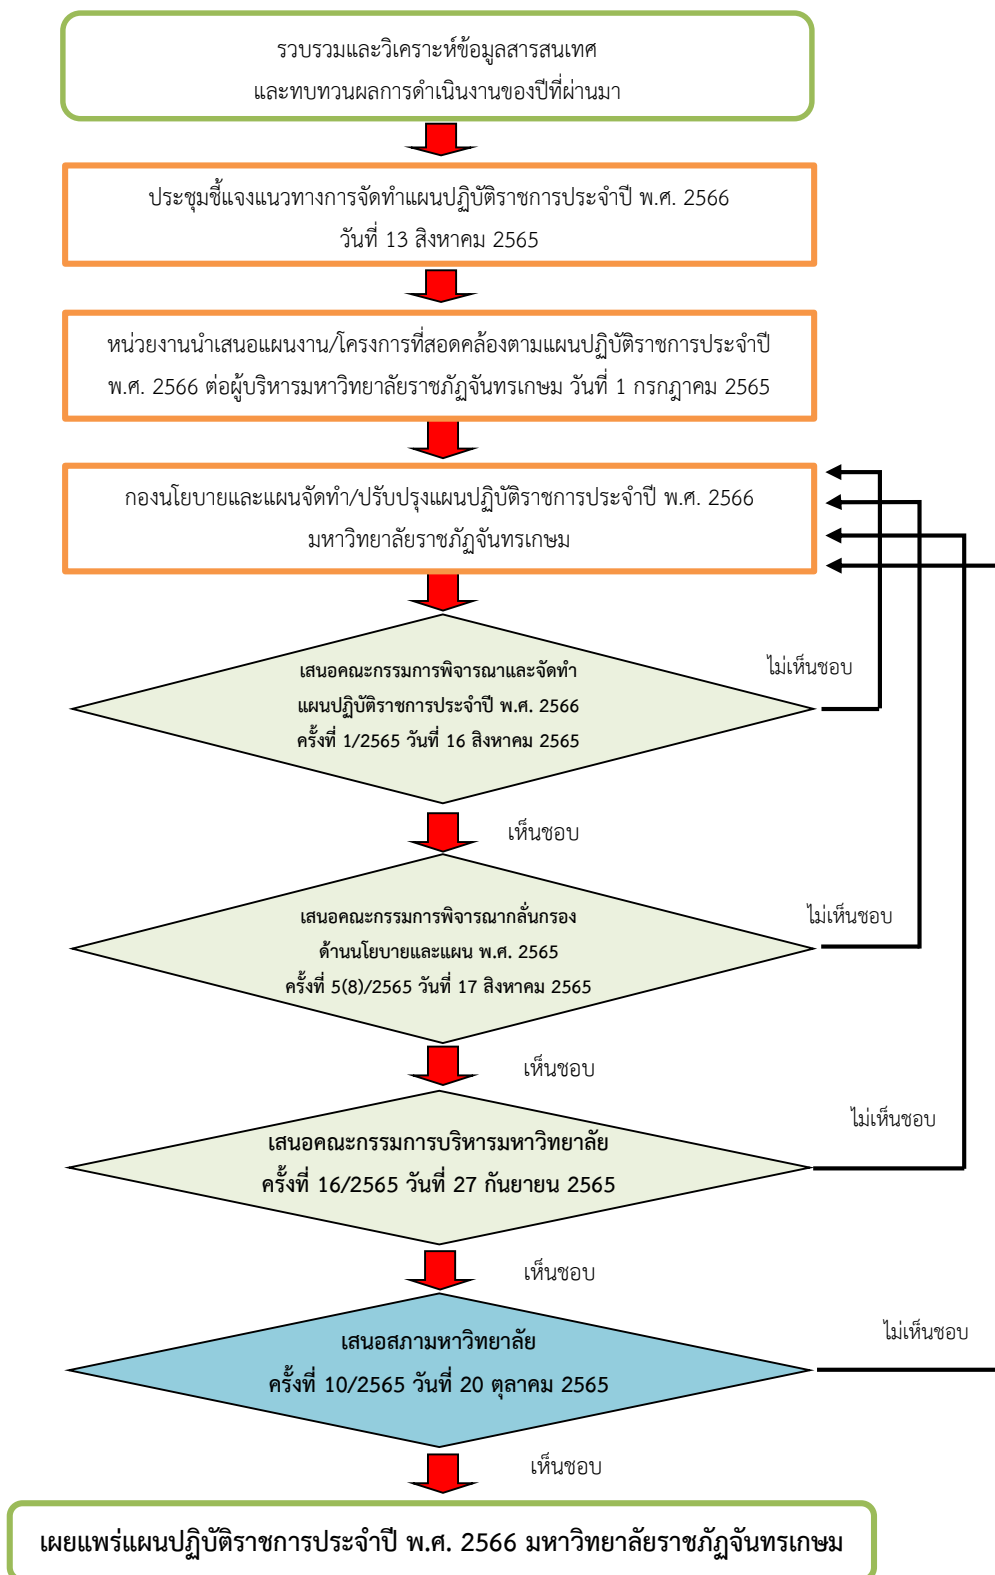 รวบรวมและวิเคราะห์ข้อมูลสารสนเทศ
และทบทวนผลการดำเนินงานของปีที่ผ่านมา
ประชุมชี้แจงแนวทางการจัดทำแผนปฏิบัติราชการประจำปี พ.ศ. 2566
วันที่ 13 สิงหาคม 2565
หน่วยงานนำเสนอแผนงาน/โครงการที่สอดคล้องตามแผนปฏิบัติราชการประจำปี
พ.ศ. 2566 ต่อผู้บริหารมหาวิทยาลัยราชภัฏจันทรเกษม วันที่ 1 กรกฎาคม 2565
กองนโยบายและแผนจัดทำ/ปรับปรุงแผนปฏิบัติราชการประจำปี พ.ศ. 2566
มหาวิทยาลัยราชภัฏจันทรเกษม
เสนอคณะกรรมการพิจารณาและจัดทำ
แผนปฏิบัติราชการประจำปี พ.ศ. 2566
ครั้งที่ 1/2565 วันที่ 16 สิงหาคม 2565
ไม่เห็นชอบ
เห็นชอบ
เสนอคณะกรรมการพิจารณากลั่นกรอง
ด้านนโยบายและแผน พ.ศ. 2565
ครั้งที่ 5(8)/2565 วันที่ 17 สิงหาคม 2565
ไม่เห็นชอบ
เห็นชอบ
เสนอคณะกรรมการบริหารมหาวิทยาลัย
ครั้งที่ 16/2565 วันที่ 27 กันยายน 2565
ไม่เห็นชอบ
เห็นชอบ
เสนอสภามหาวิทยาลัย
ครั้งที่ 10/2565 วันที่ 20 ตุลาคม 2565
ไม่เห็นชอบ
เห็นชอบ
เผยแพร่แผนปฏิบัติราชการประจำปี พ.ศ. 2566 มหาวิทยาลัยราชภัฏจันทรเกษม